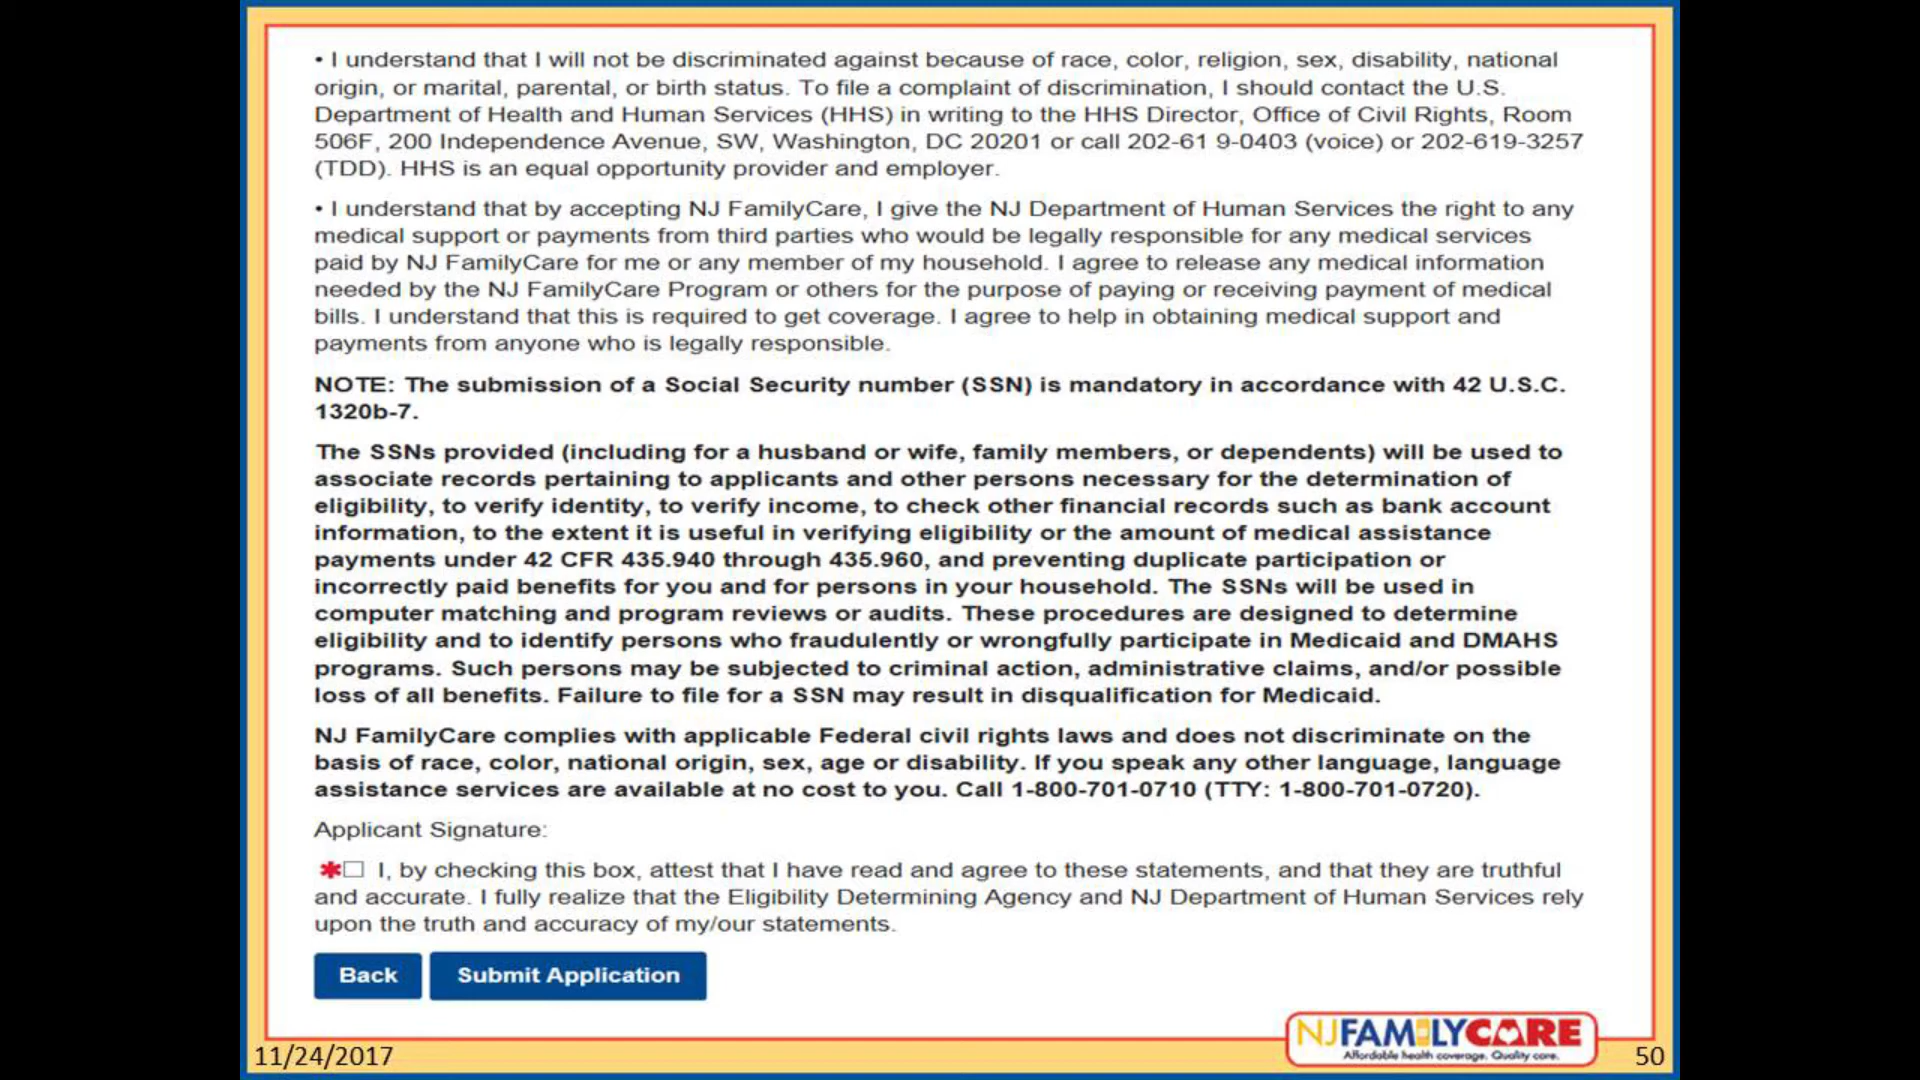 • I understand that I will not be discriminated against because of race, color, religion, sex, disability, national
origin, or marital, parental, or birth status. To file a complaint of discrimination, I should contact the U.S.
Department of Health and Human Services (HHS) in writing to the HHS Director, Office of Civil Rights, Room
506F, 200 Independence Avenue, SW, Washington, DC 20201 or call 202-61 9-0403 (voice) or 202-619-3257
(TDD). HHS is an equal opportunity provider and employer.
• I understand that by accepting NJ FamilyCare, I give the NJ Department of Human Services the right to any
medical support or payments from third parties who would be legally responsible for any medical services
paid by NJ FamilyCare for me or any member of my household. I agree to release any medical information
needed by the NJ FamilyCare Program or others for the purpose of paying or receiving payment of medical
bills. I understand that this is required to get coverage. I agree to help in obtaining medical support and
payments from anyone who is legally responsible.
NOTE: The submission of a Social Security number (SSN) is mandatory in accordance with 42 U.S.C.
1320b-7.
The SSNs provided (including for a husband or wife, family members, or dependents) will be used to
associate records pertaining to applicants and other persons necessary for the determination of
eligibility, to verify identity, to verify income, to check other financial records such as bank account
information, to the extent it is useful in verifying eligibility or the amount of medical assistance
payments under 42 CFR 435.940 through 435.960, and preventing duplicate participation or
incorrectly paid benefits for you and for persons in your household. The SSNs will be used in
computer matching and program reviews or audits. These procedures are designed to determine
eligibility and to identify persons who fraudulently or wrongfully participate in Medicaid and DMAHS
programs. Such persons may be subjected to criminal action, administrative claims, and/or possible
loss of all benefits. Failure to file for a SSN may result in disqualification for Medicaid.
NJ FamilyCare complies with applicable Federal civil rights laws and does not discriminate on the
basis of race, color, national origin, sex, age or disability. If you speak any other language, language
assistance services are available at no cost to you. Call 1-800-701-0710 (TTY: 1-800-701-0720).
Applicant Signature:
✱☐ I, by checking this box, attest that I have read and agree to these statements, and that they are truthful
and accurate. I fully realize that the Eligibility Determining Agency and NJ Department of Human Services rely
upon the truth and accuracy of my/our statements.
Back Submit Application
NJFAMILYCARE
Affordable health coverage. Quality care.
11/24/2017
50